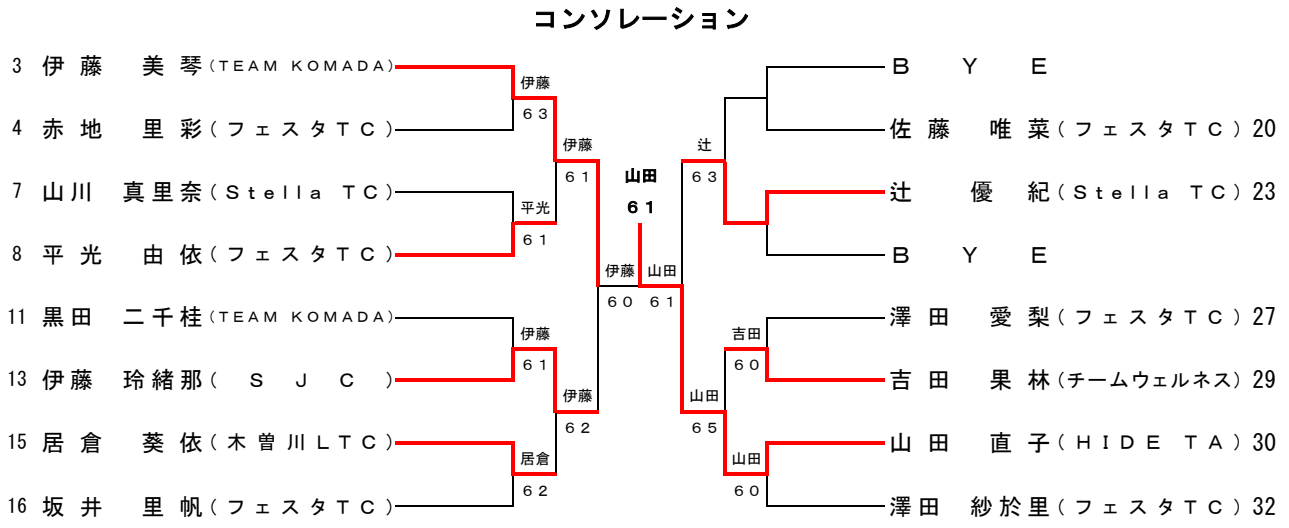 コンソレーション
3 伊藤 美琴(TEAM KOMADA)
4 赤地 里彩(フェスタTC)
7 山川 真里奈(Stella TC)
8 平光 由依(フェスタTC)
11 黒田 二千桂(TEAM KOMADA)
13 伊藤 玲緒那( S J C )
15 居倉 葵依(木曽川LTC)
16 坂井 里帆(フェスタTC)
伊藤
63
平光
61
伊藤
61
居倉
62
伊藤
61
伊藤
62
伊藤
60
山田
61
山田
61
辻
63
山田
65
吉田
60
山田
60
B Y E
佐藤 唯菜(フェスタTC) 20
辻 優紀(Stella TC) 23
B Y E
澤田 愛梨(フェスタTC) 27
吉田 果林(チームウェルネス) 29
山田 直子(HIDE TA) 30
澤田 紗於里(フェスタTC) 32